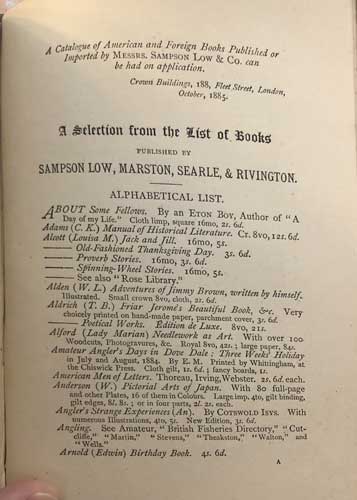 A Catalogue of American and Foreign Books Published or
Imported by MESSRS. SAMPSON LOW & CO. can
be had on application.
Crown Buildings, 188, Fleet Street, London,
October, 1885.
A Selection from the List of Books
PUBLISHED BY
SAMPSON LOW, MARSTON, SEARLE, & RIVINGTON.
ALPHABETICAL LIST.
ABOUT Some Fellows. By an ETON BOY, Author of "A
Day of my Life." Cloth limp, square 16mo, 2s. 6d.
Adams (C. K.) Manual of Historical Literature. Cr. 8vo, 12s. 6d.
Alcott (Louisa M.) Jack and Jill. 16mo, 5s.
—— Old-Fashioned Thanksgiving Day. 3s. 6d.
—— Proverb Stories. 16mo, 3s. 6d.
—— Spinning-Wheel Stories. 16mo, 5s.
—— See also "Rose Library."
Alden (W. L.) Adventures of Jimmy Brown, written by himself.
Illustrated. Small crown 8vo, cloth, 2s. 6d.
Aldrich (T. B.) Friar Jerome's Beautiful Book, &c. Very
choicely printed on hand-made paper, parchment cover, 3s. 6d.
—— Poetical Works. Edition de Luxe. 8vo, 21s.
Alford (Lady Marian) Needlework as Art. With over 100
Woodcuts, Photogravures, &c. Royal 8vo, 42s. ; large paper, 84s.
Amateur Angler's Days in Dove Dale : Three Weeks' Holiday
in July and August, 1884. By E. M. Printed by Whittingham, at
the Chiswick Press. Cloth gilt, 1s. 6d. ; fancy boards, 1s.
American Men of Letters. Thoreau, Irving, Webster. 2s. 6d. each.
Anderson (W.) Pictorial Arts of Japan. With 80 full-page
and other Plates, 16 of them in Colours. Large imp. 4to, gilt binding,
gilt edges, 8l. 8s. ; or in four parts, 2l. 2s. each.
Angler's Strange Experiences (An). By COTSWOLD ISYS. With
numerous Illustrations, 4to, 5s. New Edition, 3s. 6d.
Angling. See Amateur, "British Fisheries Directory," "Cut-
cliffe," "Martin," "Stevens," "Theakston," "Walton," and
"Wells."
Arnold (Edwin) Birthday Book. 4s. 6d.
A